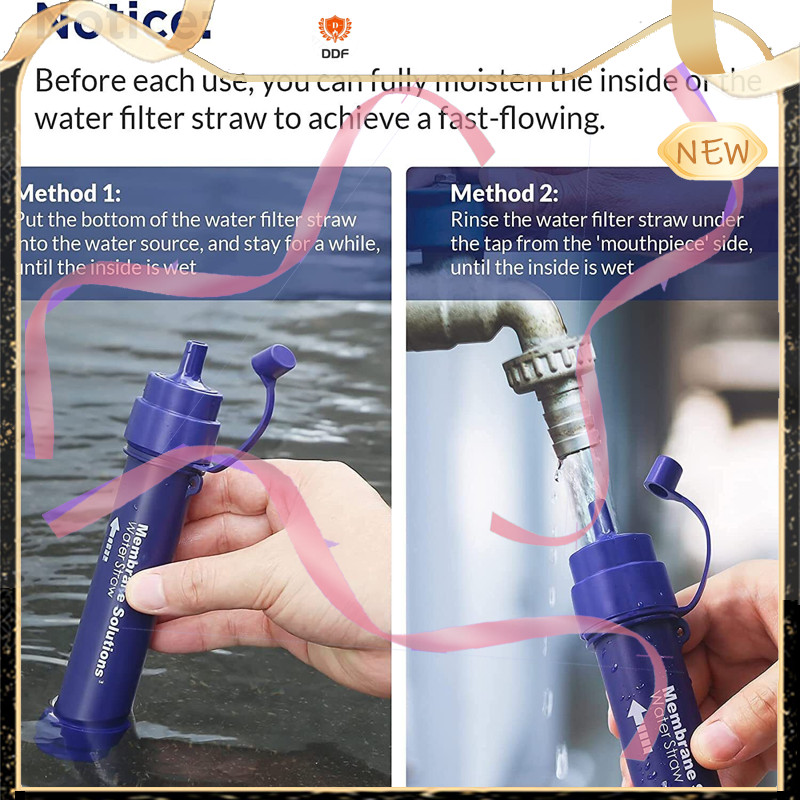 Notice:
DDF
Before each use, you can fully moisten the inside of the
water filter straw to achieve a fast-flowing.
NEW
Method 1:
Put the bottom of the water filter straw
into the water source, and stay for a while,
until the inside is wet
Method 2:
Rinse the water filter straw under
the tap from the 'mouthpiece' side,
until the inside is wet
Membrane Solutions
Water Straw
Membrane S
Water Straw